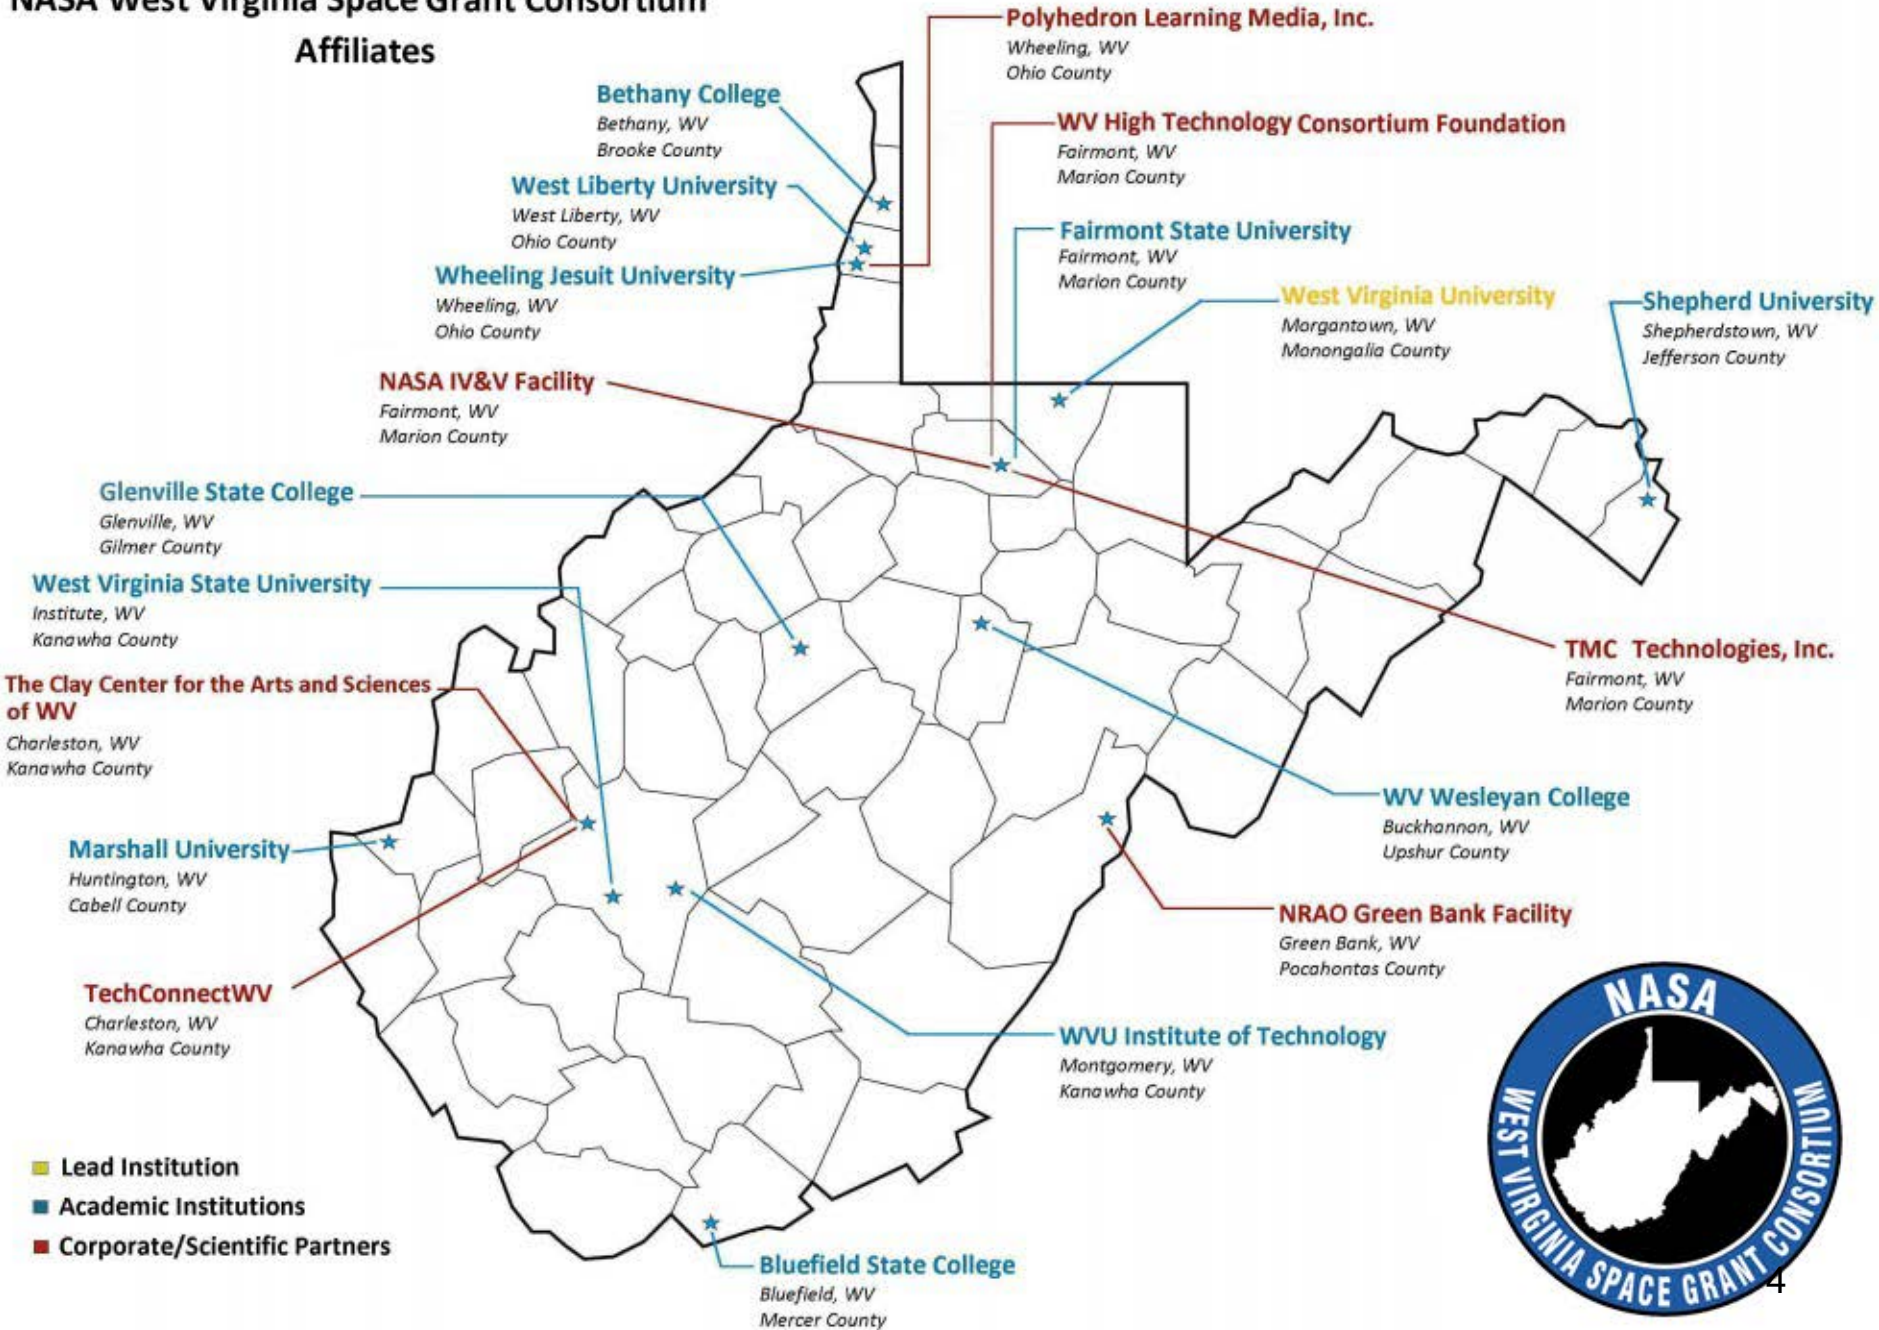 NASA West Virginia Space Grant Consortium
Affiliates
Polyhedron Learning Media, Inc.
Wheeling, WV
Ohio County
Bethany College
Bethany, WV
Brooke County
WV High Technology Consortium Foundation
Fairmont, WV
Marion County
West Liberty University
West Liberty, WV
Ohio County
Fairmont State University
Fairmont, WV
Marion County
Wheeling Jesuit University
Wheeling, WV
Ohio County
West Virginia University
Morgantown, WV
Monongalia County
Shepherd University
Shepherdstown, WV
Jefferson County
NASA IV&V Facility
Fairmont, WV
Marion County
Glenville State College
Glenville, WV
Gilmer County
West Virginia State University
Institute, WV
Kanawha County
TMC Technologies, Inc.
Fairmont, WV
Marion County
The Clay Center for the Arts and Sciences
of WV
Charleston, WV
Kanawha County
WV Wesleyan College
Buckhannon, WV
Upshur County
Marshall University
Huntington, WV
Cabell County
NRAO Green Bank Facility
Green Bank, WV
Pocahontas County
TechConnectWV
Charleston, WV
Kanawha County
WVU Institute of Technology
Montgomery, WV
Kanawha County
Lead Institution
Academic Institutions
Corporate/Scientific Partners
Bluefield State College
Bluefield, WV
Mercer County
NASA
WEST VIRGINIA SPACE GRANT CONSORTIUM
4